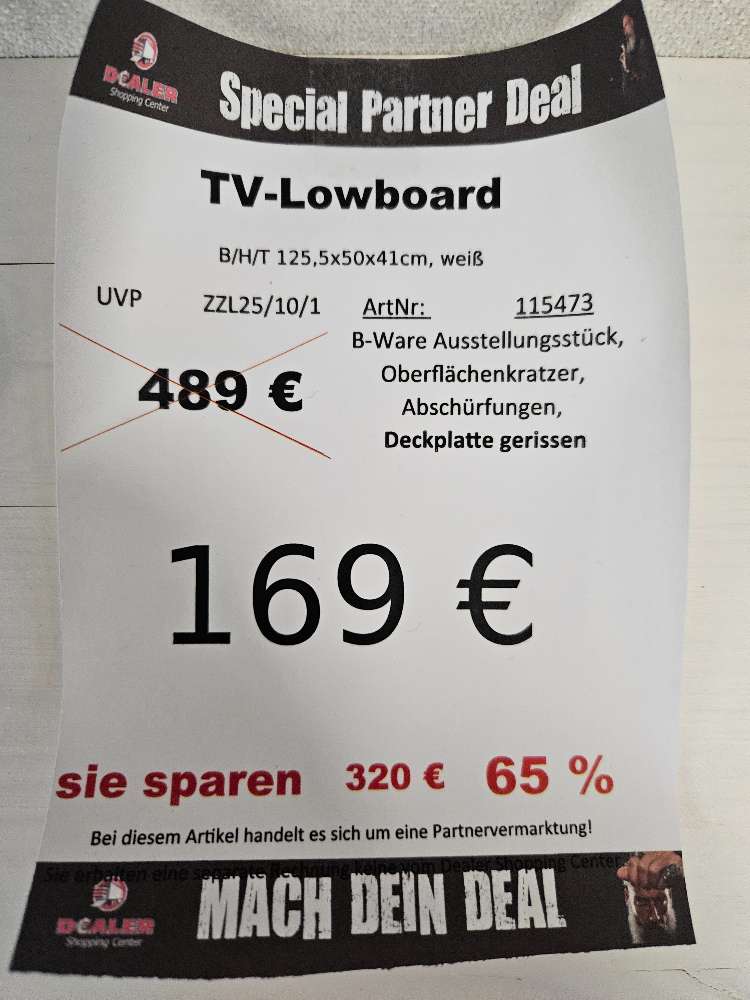 DEALER
Shopping Center
Special Partner Deal
TV-Lowboard
B/H/T 125,5x50x41cm, weiß
UVP ZZL25/10/1 ArtNr: 115473
B-Ware Ausstellungsstück,
489 € Oberflächenkratzer,
Abschürfungen,
Deckplatte gerissen
169 €
sie sparen 320 € 65 %
Bei diesem Artikel handelt es sich um eine Partnervermarktung!
Sie erhalten eine separate Rechnung keine vom Dealer Shopping Center
MACH DEIN DEAL
DEALER
Shopping Center